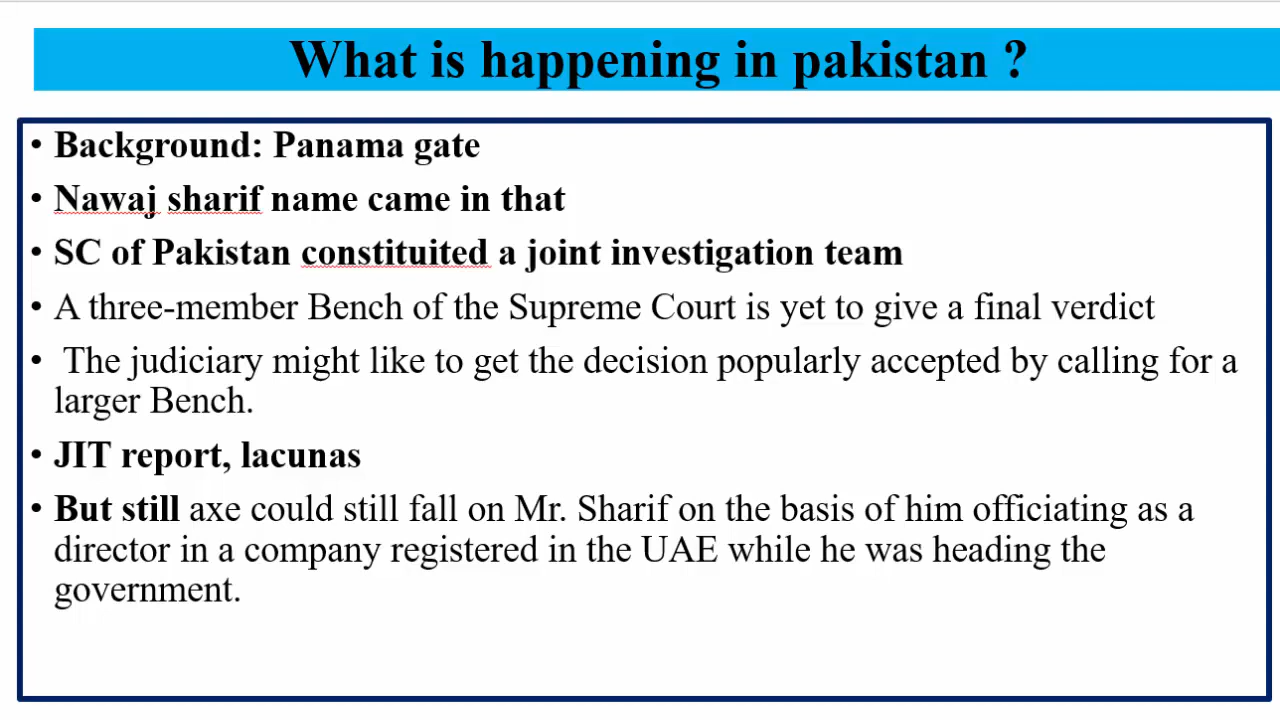 What is happening in pakistan ?
• Background: Panama gate
• Nawaj sharif name came in that
• SC of Pakistan constituited a joint investigation team
• A three-member Bench of the Supreme Court is yet to give a final verdict
• The judiciary might like to get the decision popularly accepted by calling for a
larger Bench.
• JIT report, lacunas
• But still axe could still fall on Mr. Sharif on the basis of him officiating as a
director in a company registered in the UAE while he was heading the
government.